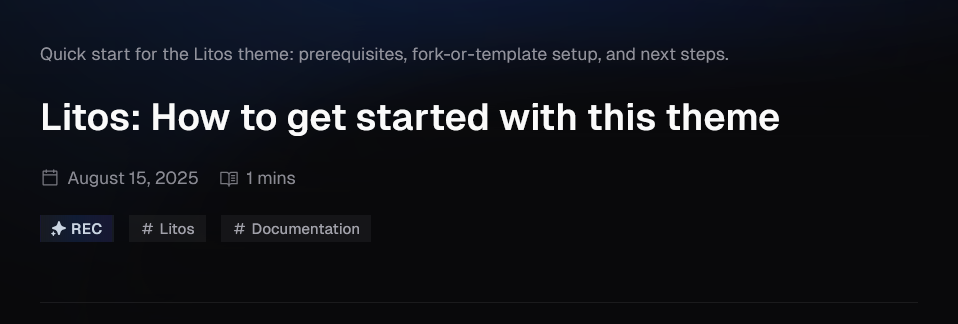 Quick start for the Litos theme: prerequisites, fork-or-template setup, and next steps.
Litos: How to get started with this theme
August 15, 2025 1 mins
REC # Litos # Documentation